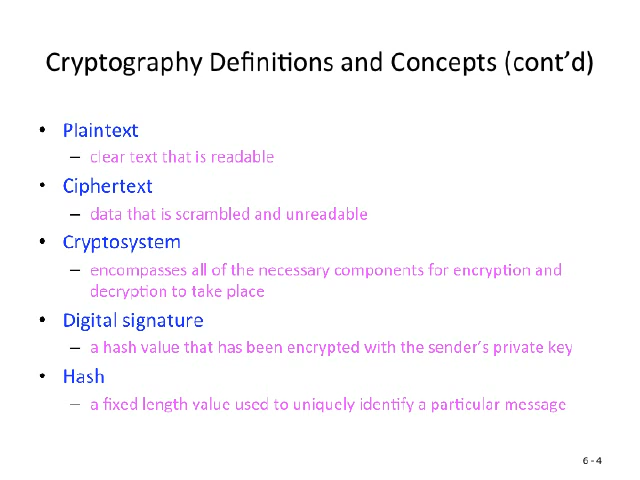 Cryptography Definitions and Concepts (cont’d)
• Plaintext
– clear text that is readable
• Ciphertext
– data that is scrambled and unreadable
• Cryptosystem
– encompasses all of the necessary components for encryption and
decryption to take place
• Digital signature
– a hash value that has been encrypted with the sender’s private key
• Hash
– a fixed length value used to uniquely identify a particular message
6 - 4